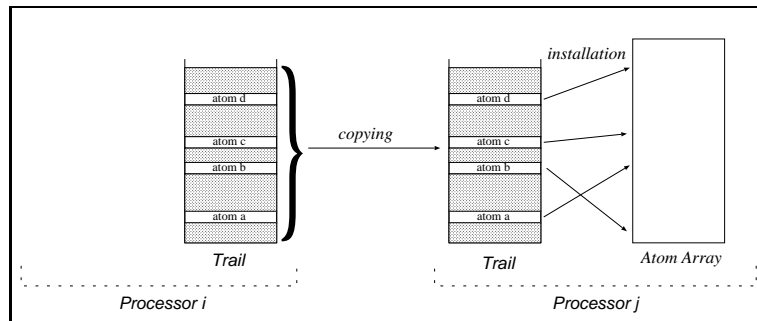 installation
atom d
atom d
copying
atom c
atom c
atom b
atom b
atom a
atom a
Trail
Trail
Atom Array
Processor i
Processor j